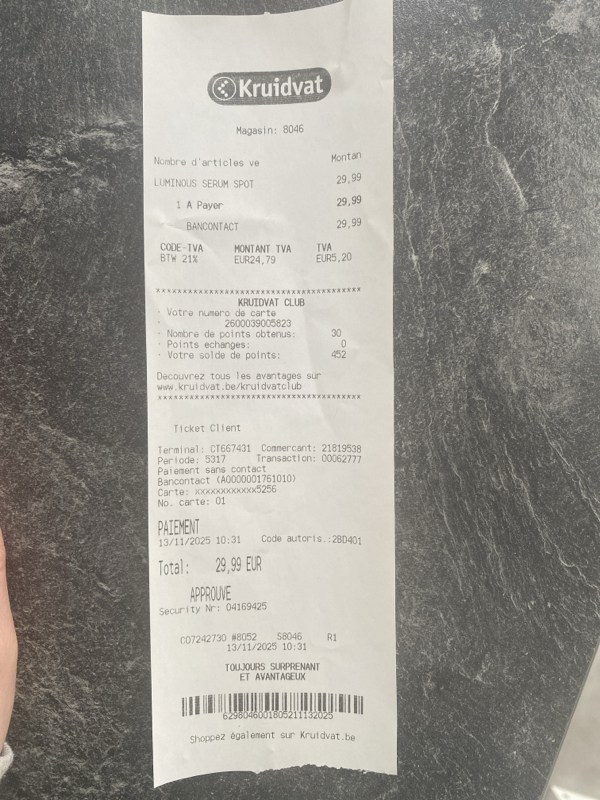 Kruidvat
Magasin: 8046
Nombre d'articles ve Montan
LUMINOUS SERUM SPOT 29,99
1 A Payer 29,99
BANCONTACT 29,99
CODE-TVA MONTANT TVA TVA
BTW 21% EUR24,79 EUR5,20
****************************************
KRUIDVAT CLUB
· Votre numero de carte
· 2600039005823
· Nombre de points obtenus: 30
· Points echanges: 0
· Votre solde de points: 452
Decouvrez tous les avantages sur
www.kruidvat.be/kruidvatclub
****************************************
Ticket Client
Terminal: CT667431 Commercant: 21819538
Periode: 5317 Transaction: 00062777
Paiement sans contact
Bancontact (A0000001761010)
Carte: xxxxxxxxxxxx5256
No. carte: 01
PAIEMENT
13/11/2025 10:31 Code autoris.:2BD401
Total: 29,99 EUR
APPROUVE
Security Nr: 04169425
C07242730 #8052 S8046 R1
13/11/2025 10:31
TOUJOURS SURPRENANT
ET AVANTAGEUX
6298046001805211132025
Shoppez également sur Kruidvat.be